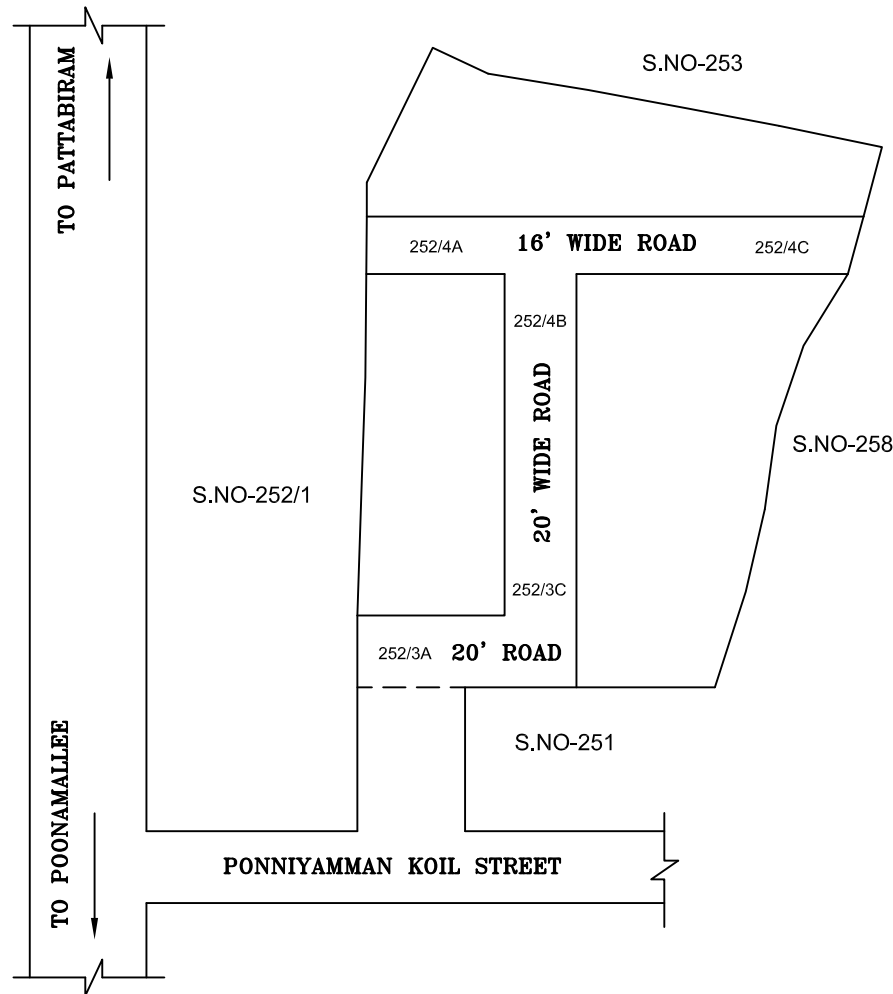 S.NO-253
TO PATTABIRAM
252/4A 16' WIDE ROAD 252/4C
252/4B
20' WIDE ROAD
S.NO-258
S.NO-252/1
252/3C
252/3A 20' ROAD
S.NO-251
TO POONAMALLEE
PONNIYAMMAN KOIL STREET